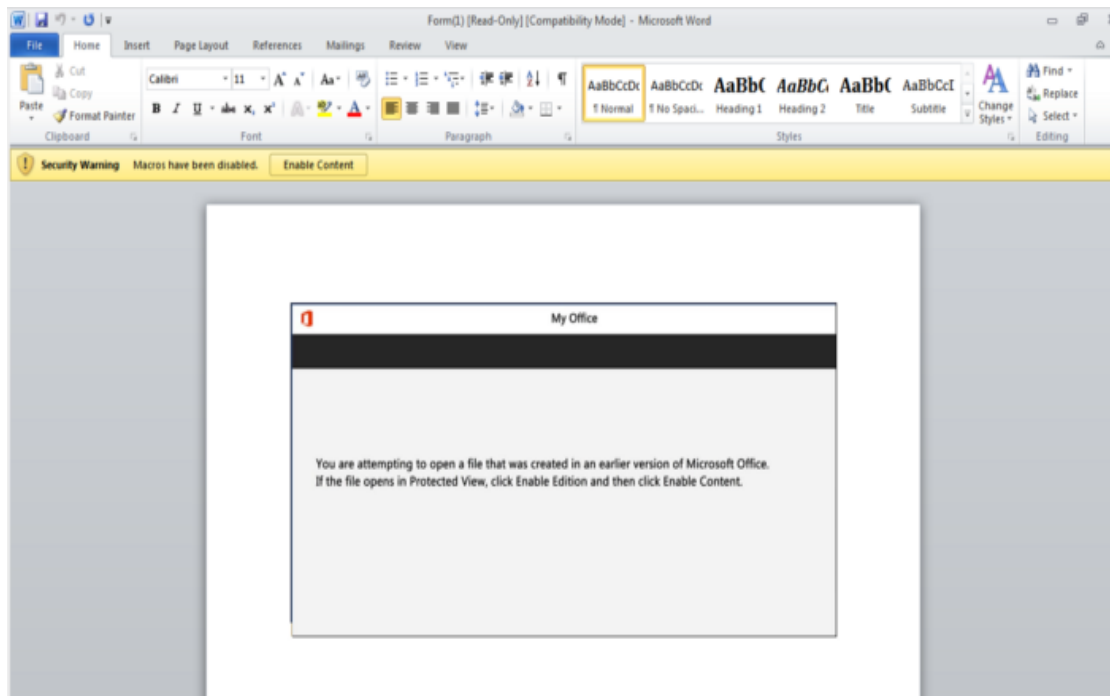 Form(1) [Read-Only] [Compatibility Mode] - Microsoft Word
File Home Insert Page Layout References Mailings Review View
Cut
Copy
Format Painter
Paste
Clipboard
Calibri 11
B I U abc x, x²
Font
Paragraph
AaBbCcDc AaBbCcDc AaBb( AaBbC AaBb( AaBbCcI
¶ Normal ¶ No Spaci... Heading 1 Heading 2 Title Subtitle
Change Styles
Styles
Find
Replace
Select
Editing
Security Warning Macros have been disabled. Enable Content
My Office
You are attempting to open a file that was created in an earlier version of Microsoft Office.
If the file opens in Protected View, click Enable Edition and then click Enable Content.